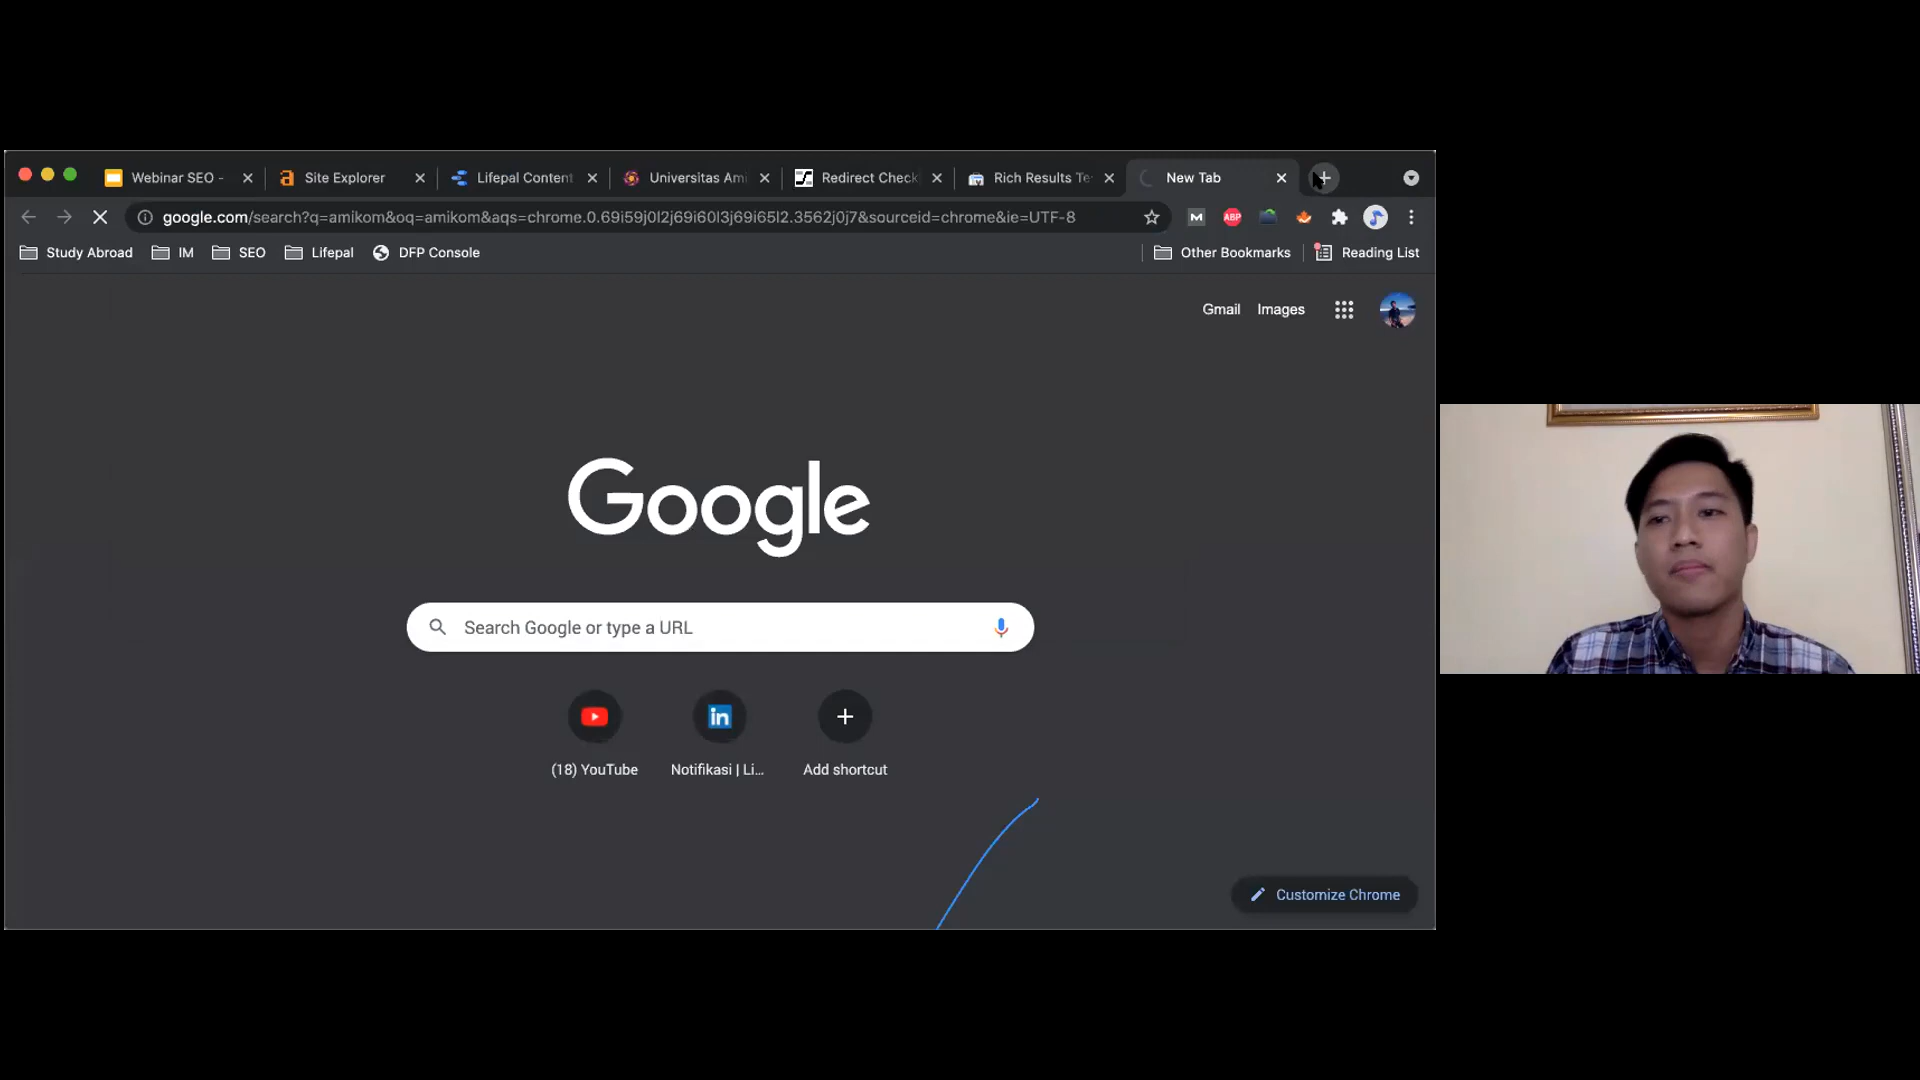 Webinar SEO -
Site Explorer
Lifepal Content
Universitas Ami
Redirect Check
Rich Results Te
New Tab
google.com/search?q=amikom&oq=amikom&aqs=chrome.0.69i59j0l2j69i60l3j69i65l2.3562j0j7&sourceid=chrome&ie=UTF-8
M
ABP
Study Abroad
IM
SEO
Lifepal
DFP Console
Other Bookmarks
Reading List
Gmail
Images
Google
Search Google or type a URL
in
(18) YouTube
Notifikasi | Li...
Add shortcut
Customize Chrome